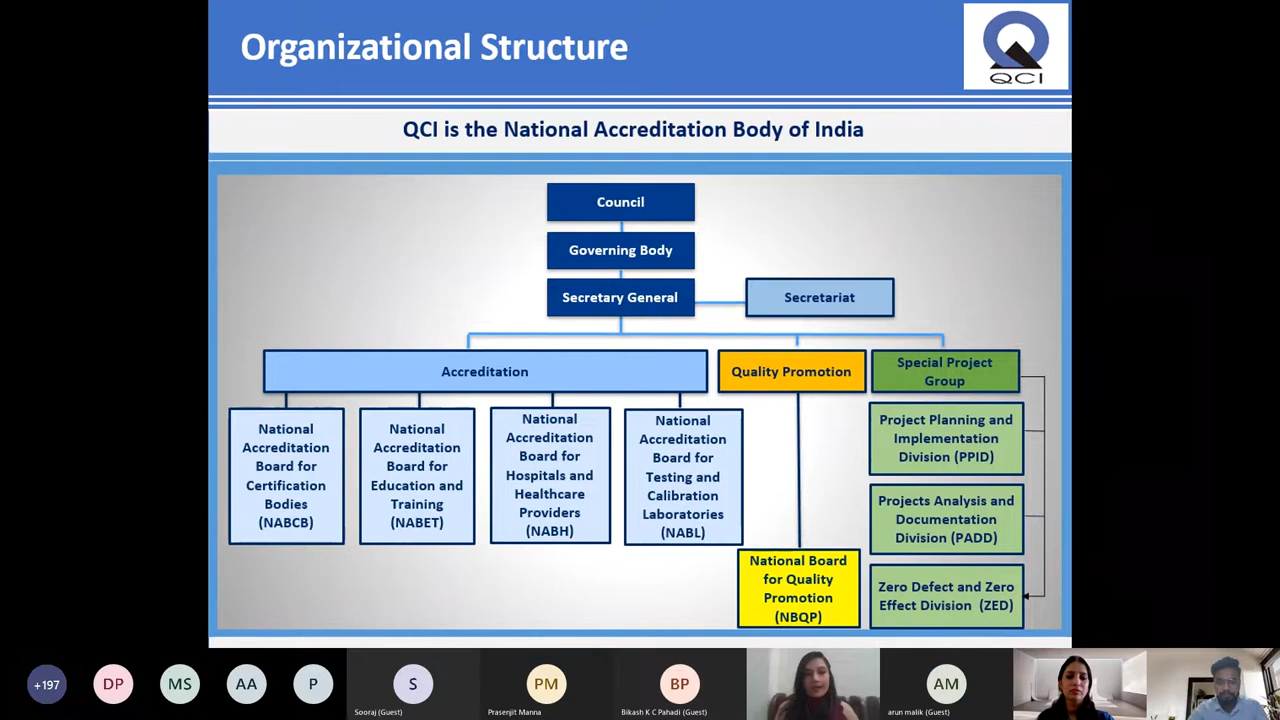 Organizational Structure
QCI
QCI is the National Accreditation Body of India
Council
Governing Body
Secretary General
Secretariat
Accreditation
Quality Promotion
Special Project
Group
National
Accreditation
Board for
Certification
Bodies
(NABCB)
National
Accreditation
Board for
Education and
Training
(NABET)
National
Accreditation
Board for
Hospitals and
Healthcare
Providers
(NABH)
National
Accreditation
Board for
Testing and
Calibration
Laboratories
(NABL)
National Board
for Quality
Promotion
(NBQP)
Project Planning and
Implementation
Division (PPID)
Projects Analysis and
Documentation
Division (PADD)
Zero Defect and Zero
Effect Division (ZED)
+197
DP
MS
AA
P
S
Sooraj (Guest)
PM
Prasenjit Manna
BP
Bikash K C Pahadi (Guest)
AM
arun malik (Guest)